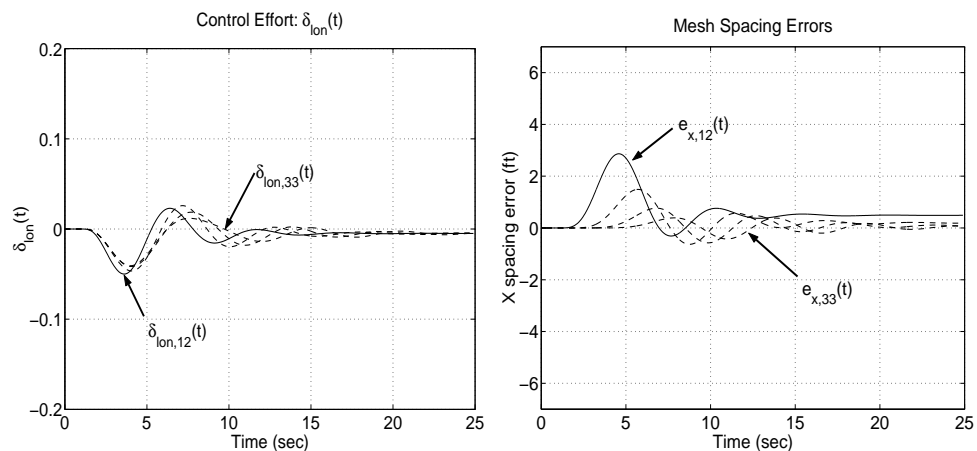 Control Effort: δlon(t)
0.2
0.1
0
−0.1
−0.2
0 5 10 15 20 25
Time (sec)
δlon(t)
δlon,33(t)
δlon,12(t)
Mesh Spacing Errors
6
4
2
0
−2
−4
−6
0 5 10 15 20 25
Time (sec)
X spacing error (ft)
ex,12(t)
ex,33(t)